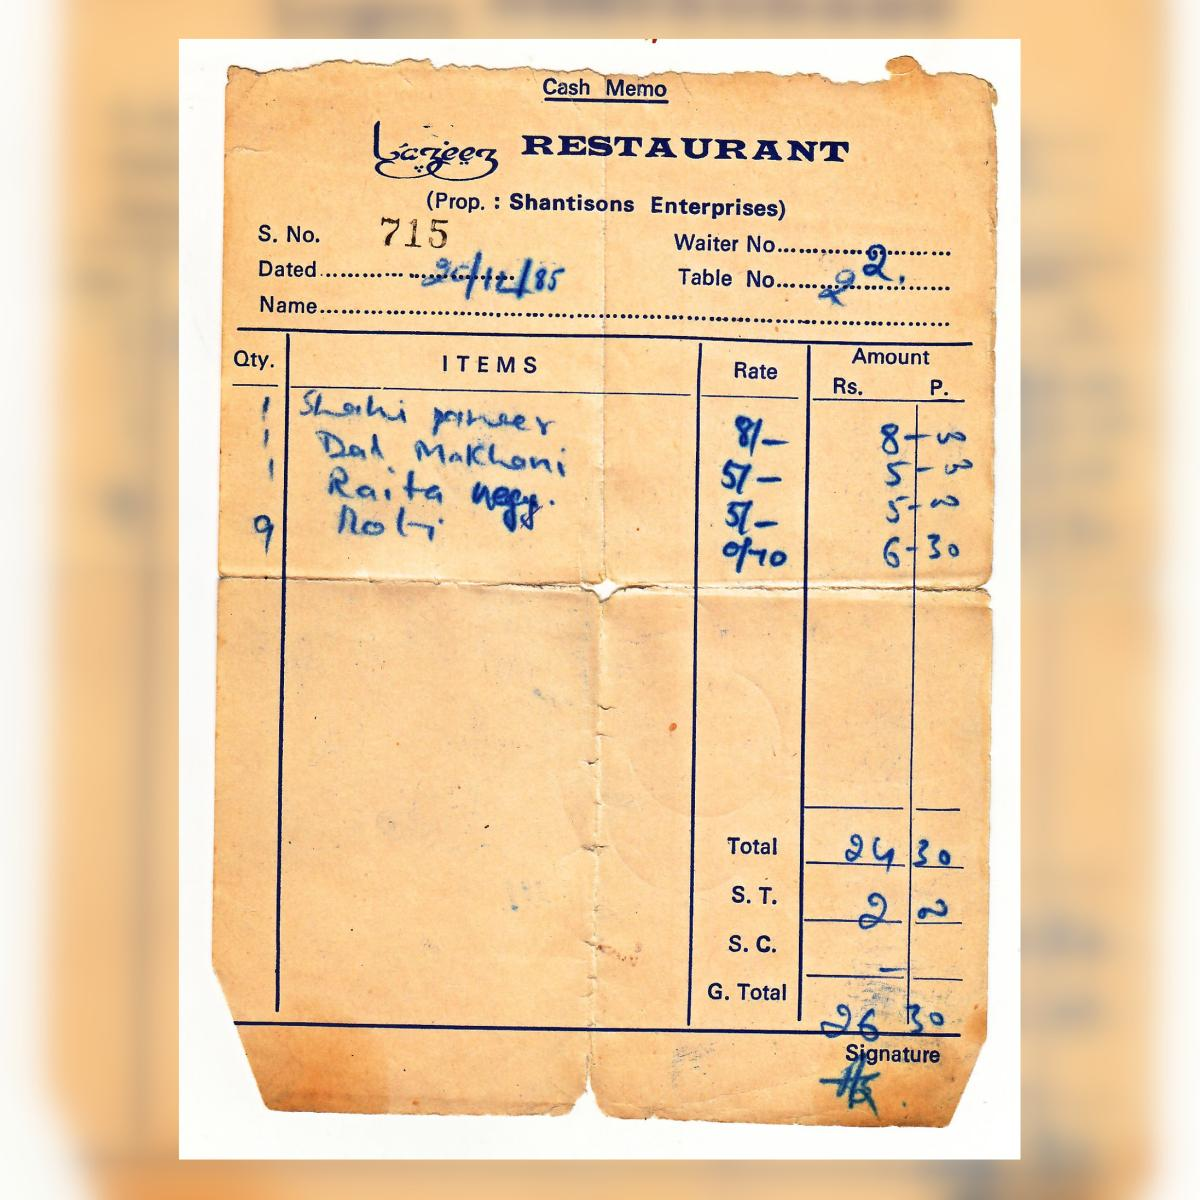 Cash Memo
Lazeez RESTAURANT
(Prop. : Shantisons Enterprises)
S. No. 715
Waiter No. 2.
Dated /12/85
Table No. 2
Name
Qty. ITEMS Rate Amount
Rs. P.
1 Shahi paneer 8/- 8-00
1 Dal Makhani 5/- 5-00
1 Raita vegy. 5/- 5-00
9 Roti 0/70 6-30
Total 24 30
S. T. 2 00
S. C. -
G. Total 26 30
Signature